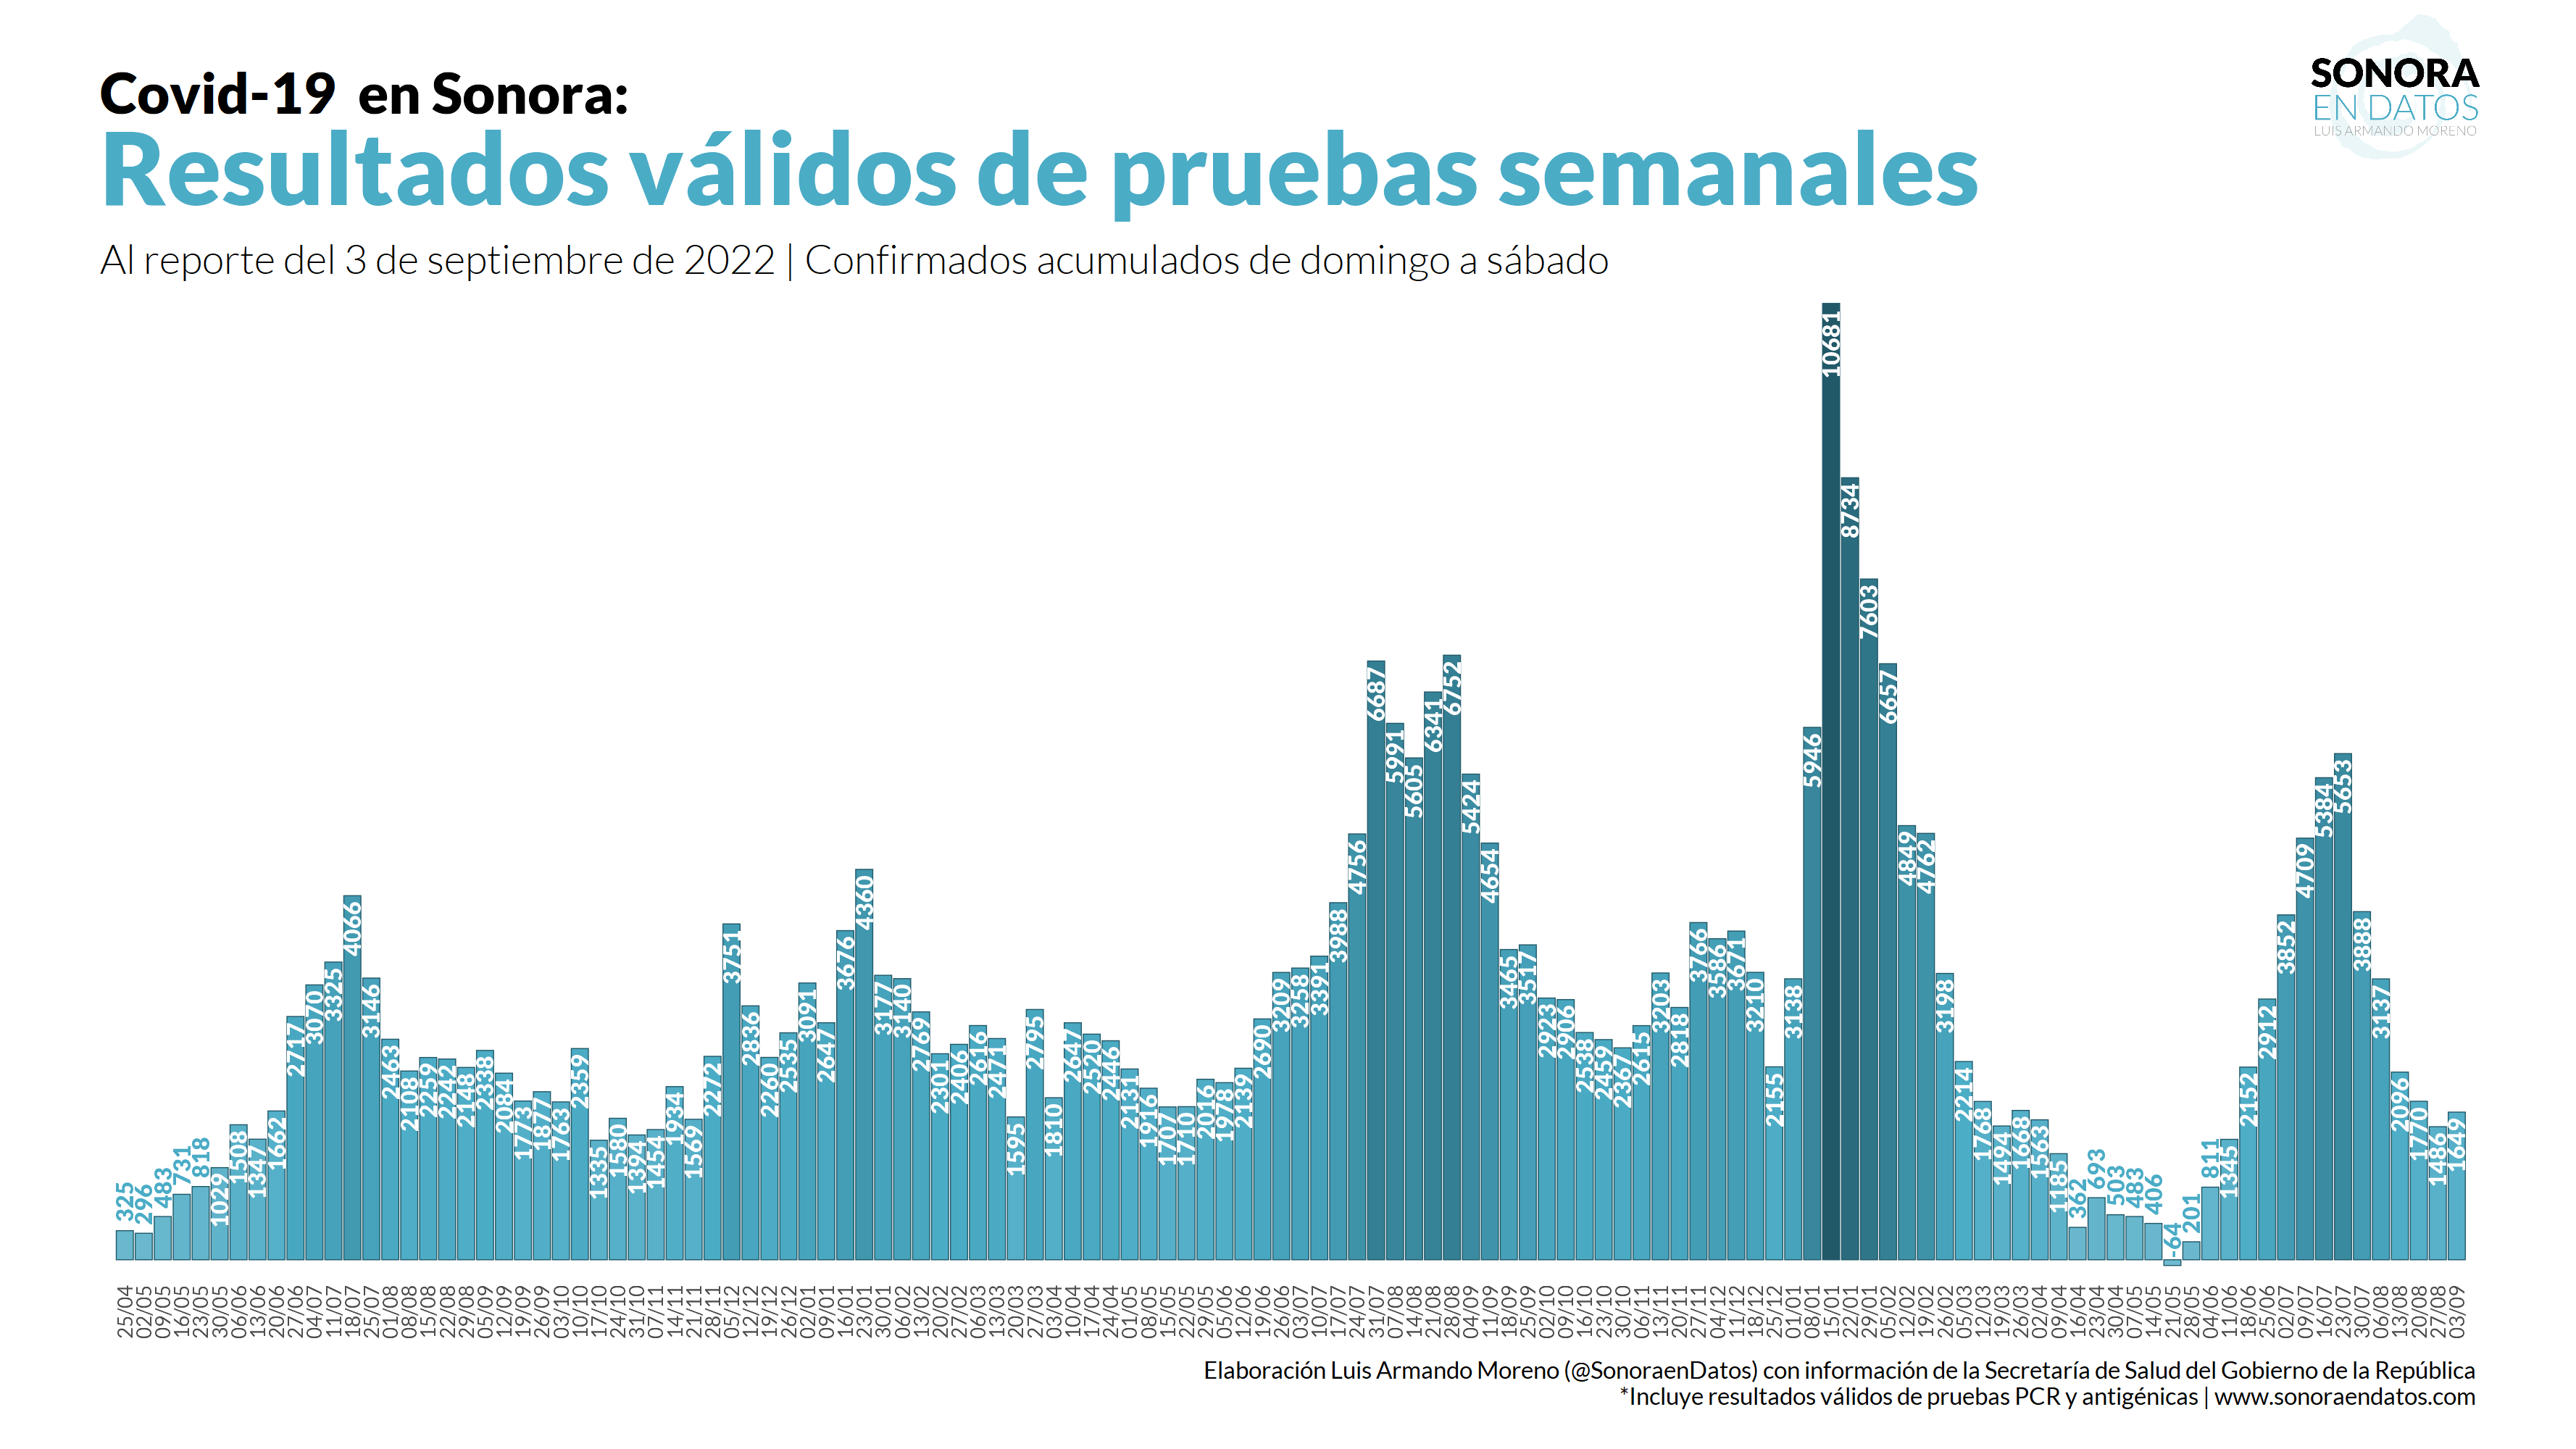 Covid-19 en Sonora:
Resultados válidos de pruebas semanales
Al reporte del 3 de septiembre de 2022 | Confirmados acumulados de domingo a sábado
SONORA
EN DATOS
LUIS ARMANDO MORENO
325 296 483 731 818 1029 1508 1347 1662 2717 3070 3325 4066 3146 2463 2108 2259 2242 2148 2338 2084 1773 1877 1763 2359 1335 1580 1394 1454 1934 1569 2272 3751 2836 2260 2535 3091 2647 3676 4360 3177 3140 2769 2301 2406 2616 2471 1595 2795 1810 2647 2520 2446 2131 1916 1707 1710 2016 1978 2139 2690 3209 3258 3391 3988 4756 6687 5991 5605 6341 6752 5424 4654 3465 3517 2923 2906 2538 2459 2367 2615 3203 2818 3766 3586 3671 3210 2155 3138 5946 10681 8734 7603 6657 4849 4762 3198 2214 1768 1494 1668 1563 1185 362 693 503 483 406 -64 201 811 1345 2152 2912 3852 4709 5384 5653 3888 3137 2096 1770 1486 1649
25/04 02/05 09/05 16/05 23/05 30/05 06/06 13/06 20/06 27/06 04/07 11/07 18/07 25/07 01/08 08/08 15/08 22/08 29/08 05/09 12/09 19/09 26/09 03/10 10/10 17/10 24/10 31/10 07/11 14/11 21/11 28/11 05/12 12/12 19/12 26/12 02/01 09/01 16/01 23/01 30/01 06/02 13/02 20/02 27/02 06/03 13/03 20/03 27/03 03/04 10/04 17/04 24/04 01/05 08/05 15/05 22/05 29/05 05/06 12/06 19/06 26/06 03/07 10/07 17/07 24/07 31/07 07/08 14/08 21/08 28/08 04/09 11/09 18/09 25/09 02/10 09/10 16/10 23/10 30/10 06/11 13/11 20/11 27/11 04/12 11/12 18/12 25/12 01/01 08/01 15/01 22/01 29/01 05/02 12/02 19/02 26/02 05/03 12/03 19/03 26/03 02/04 09/04 16/04 23/04 30/04 07/05 14/05 21/05 28/05 04/06 11/06 18/06 25/06 02/07 09/07 16/07 23/07 30/07 06/08 13/08 20/08 27/08 03/09
Elaboración Luis Armando Moreno (@SonoraenDatos) con información de la Secretaría de Salud del Gobierno de la República
*Incluye resultados válidos de pruebas PCR y antigénicas | www.sonoraendatos.com